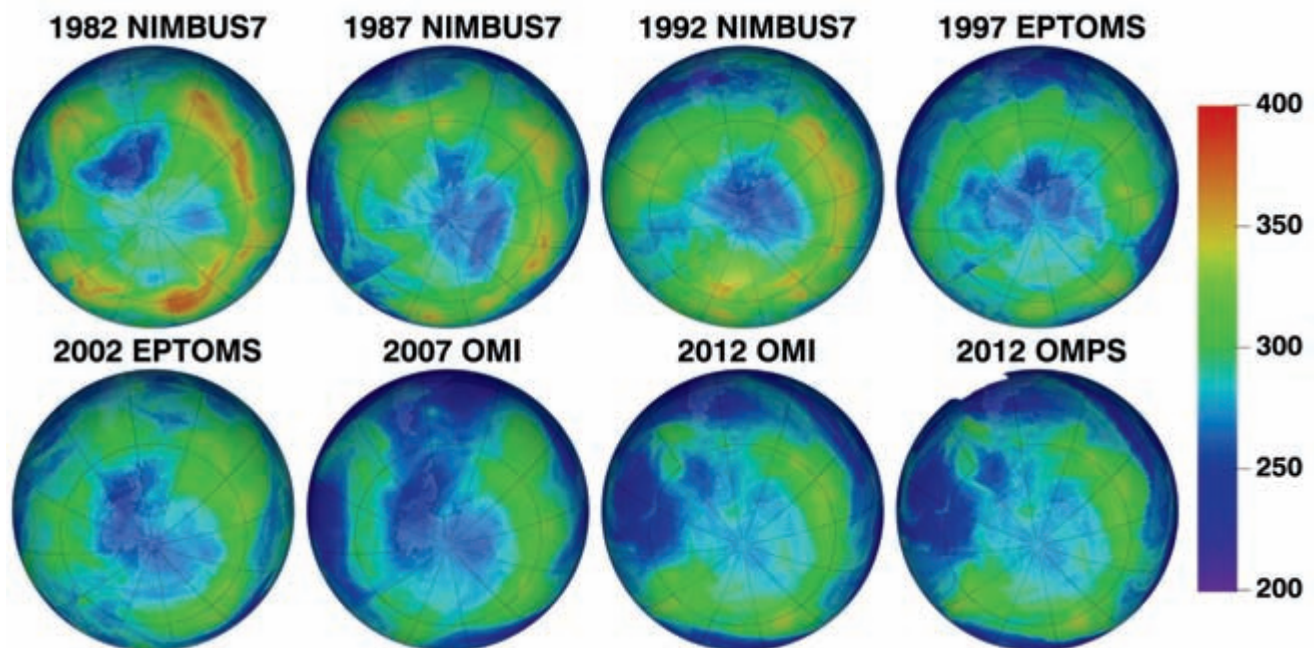 1982 NIMBUS7 1987 NIMBUS7 1992 NIMBUS7 1997 EPTOMS
400
350
300
2002 EPTOMS 2007 OMI 2012 OMI 2012 OMPS
250
200